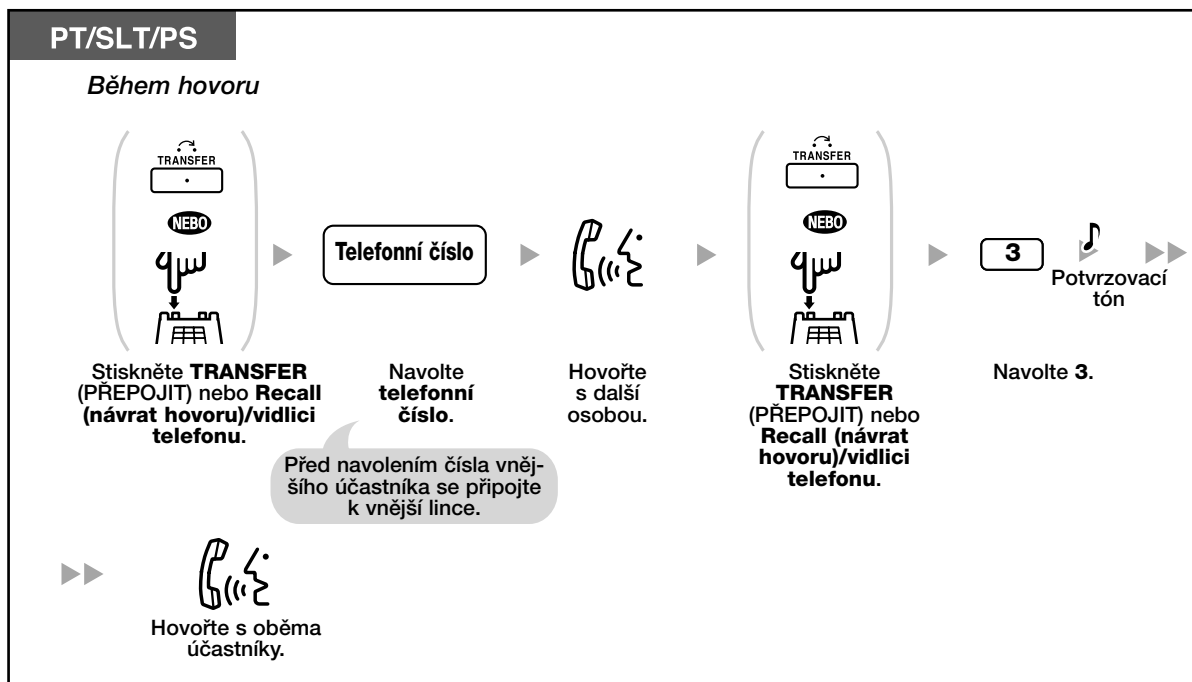 PT/SLT/PS
Během hovoru
TRANSFER
NEBO
Stiskněte TRANSFER
(PŘEPOJIT) nebo Recall
(návrat hovoru)/vidlici
telefonu.
Telefonní číslo
Navolte
telefonní
číslo.
Před navolením čísla vněj-
šího účastníka se připojte
k vnější lince.
Hovořte
s další
osobou.
TRANSFER
NEBO
Stiskněte
TRANSFER
(PŘEPOJIT) nebo
Recall (návrat
hovoru)/vidlici
telefonu.
3
Navolte 3.
Potvrzovací
tón
Hovořte s oběma
účastníky.